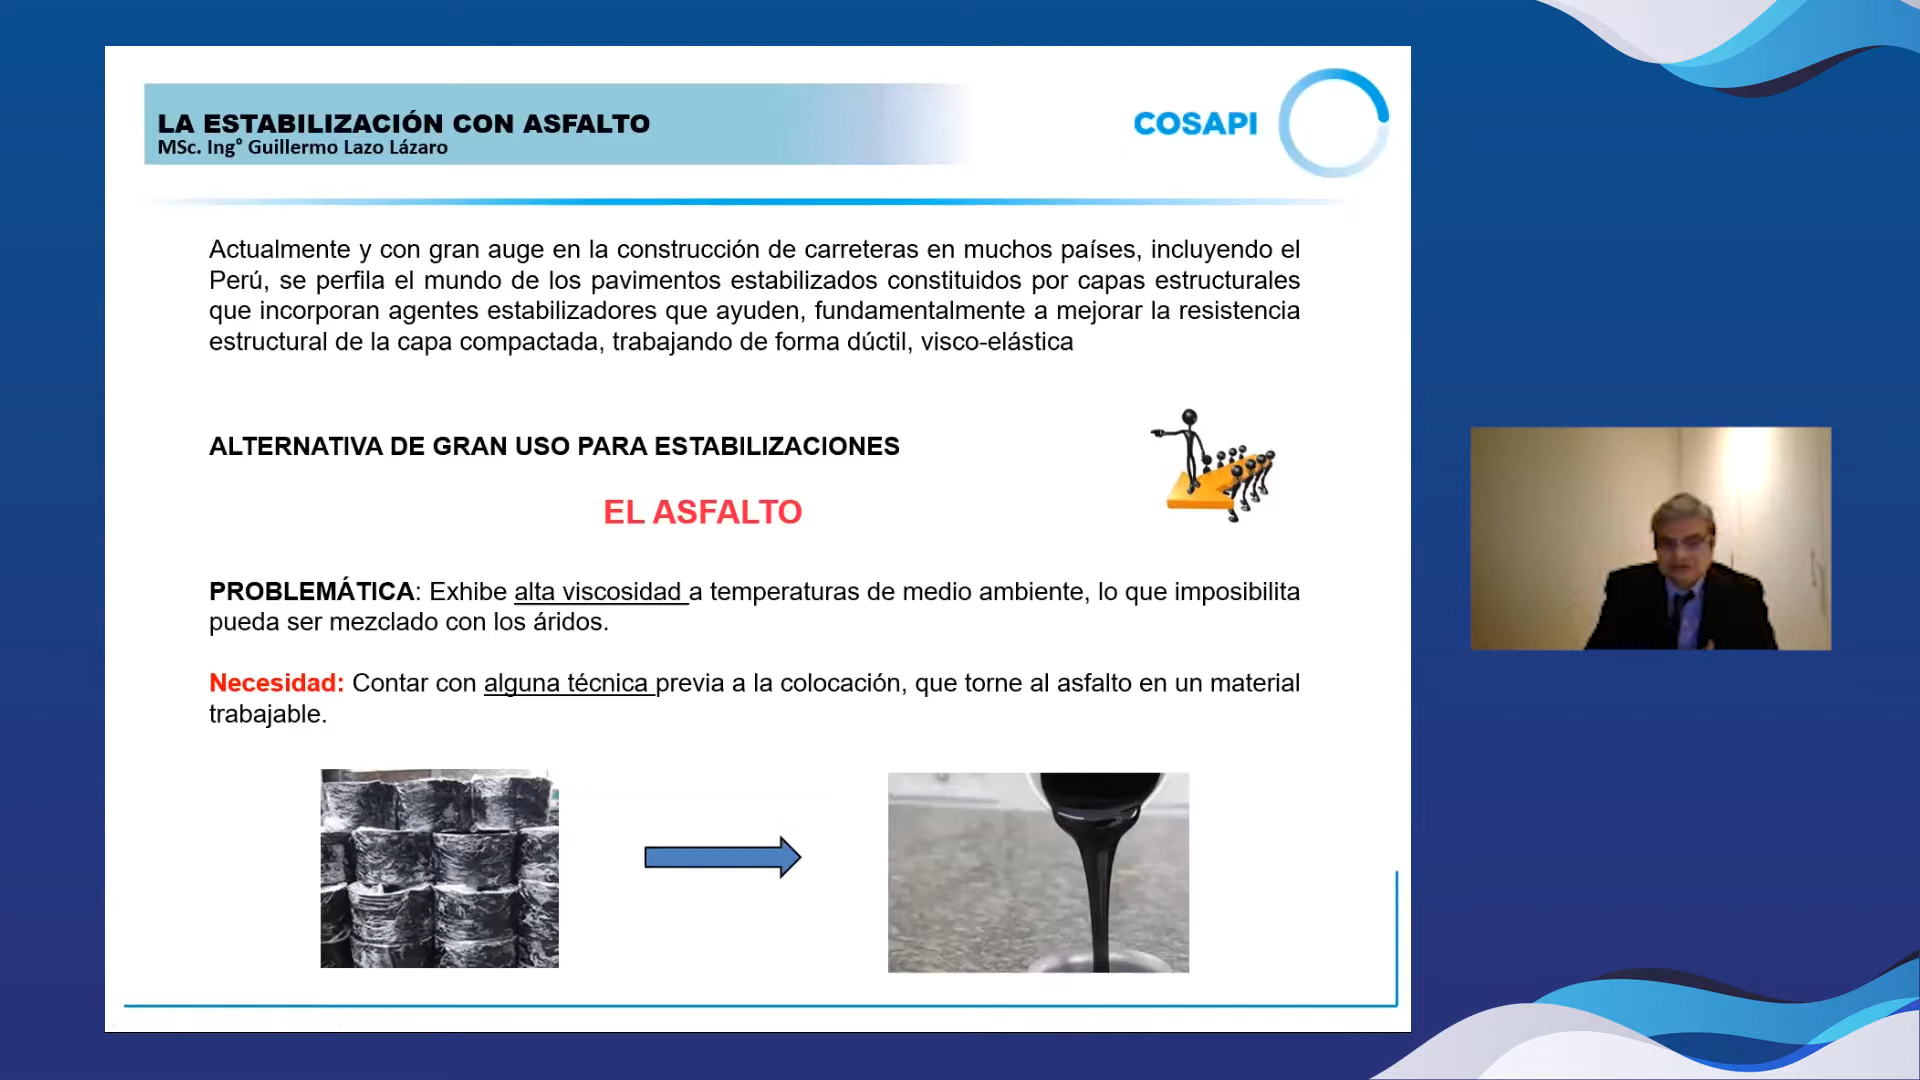 LA ESTABILIZACIÓN CON ASFALTO
MSc. Ing° Guillermo Lazo Lázaro
COSAPI
Actualmente y con gran auge en la construcción de carreteras en muchos países, incluyendo el
Perú, se perfila el mundo de los pavimentos estabilizados constituidos por capas estructurales
que incorporan agentes estabilizadores que ayuden, fundamentalmente a mejorar la resistencia
estructural de la capa compactada, trabajando de forma dúctil, visco-elástica
ALTERNATIVA DE GRAN USO PARA ESTABILIZACIONES
EL ASFALTO
PROBLEMÁTICA: Exhibe alta viscosidad a temperaturas de medio ambiente, lo que imposibilita
pueda ser mezclado con los áridos.
Necesidad: Contar con alguna técnica previa a la colocación, que torne al asfalto en un material
trabajable.